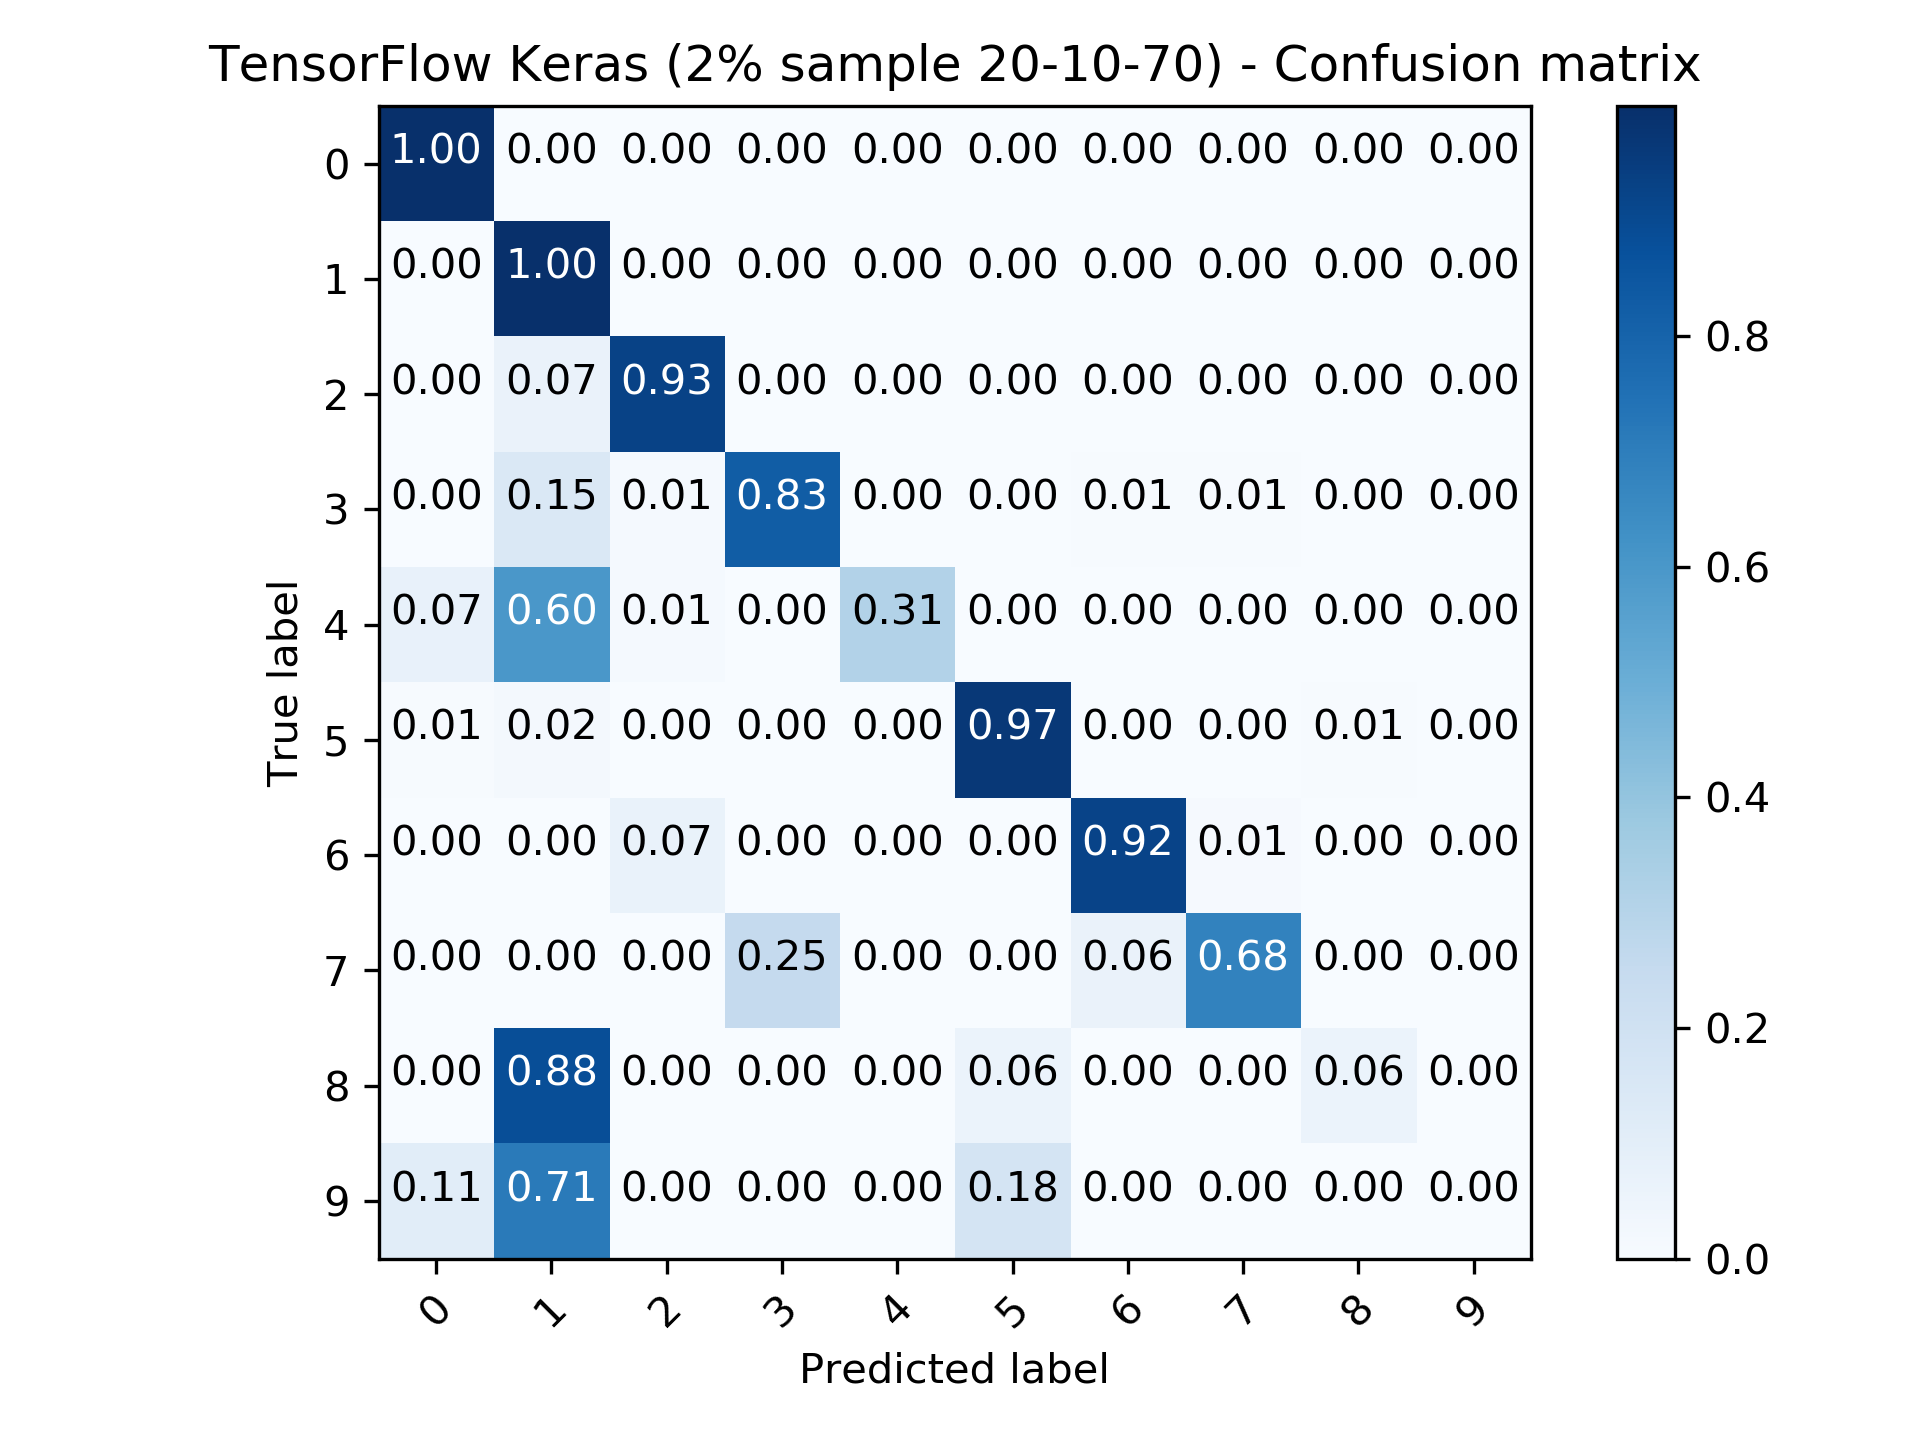 TensorFlow Keras (2% sample 20-10-70) - Confusion matrix
0 1.00 0.00 0.00 0.00 0.00 0.00 0.00 0.00 0.00 0.00
1 0.00 1.00 0.00 0.00 0.00 0.00 0.00 0.00 0.00 0.00
2 0.00 0.07 0.93 0.00 0.00 0.00 0.00 0.00 0.00 0.00
3 0.00 0.15 0.01 0.83 0.00 0.00 0.01 0.01 0.00 0.00
4 0.07 0.60 0.01 0.00 0.31 0.00 0.00 0.00 0.00 0.00
5 0.01 0.02 0.00 0.00 0.00 0.97 0.00 0.00 0.01 0.00
6 0.00 0.00 0.07 0.00 0.00 0.00 0.92 0.01 0.00 0.00
7 0.00 0.00 0.00 0.25 0.00 0.00 0.06 0.68 0.00 0.00
8 0.00 0.88 0.00 0.00 0.00 0.06 0.00 0.00 0.06 0.00
9 0.11 0.71 0.00 0.00 0.00 0.18 0.00 0.00 0.00 0.00
0 1 2 3 4 5 6 7 8 9
True label
Predicted label
0.8
0.6
0.4
0.2
0.0